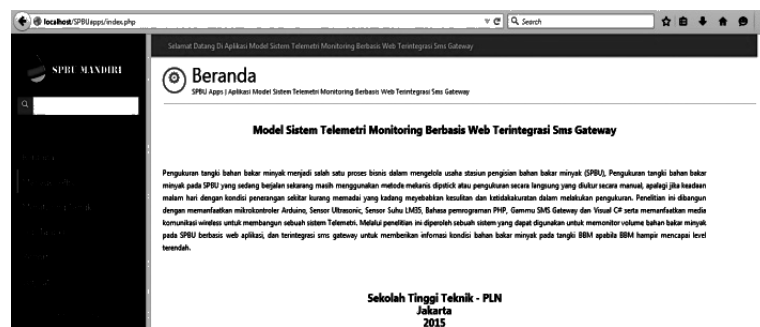 localhost/SPBUapps/index.php
Search
Selamat Datang Di Aplikasi Model Sistem Telemetri Monitoring Berbasis Web Terintegrasi Sms Gateway
SPBU MANDIRI
Beranda
SPBU Apps | Aplikasi Model Sistem Telemetri Monitoring Berbasis Web Terintegrasi Sms Gateway
Model Sistem Telemetri Monitoring Berbasis Web Terintegrasi Sms Gateway
Pengukuran tangki bahan bakar minyak menjadi salah satu proses bisnis dalam mengelola usaha stasiun pengisian bahan bakar minyak (SPBU), Pengukuran tangki bahan bakar
minyak pada SPBU yang sedang berjalan sekarang masih menggunakan metode mekanis dipstick atau pengukuran secara langsung yang diukur secara manual, apalagi jika keadaan
malam hari dengan kondisi penerangan sekitar kurang memadai yang kadang meyebabkan kesulitan dan ketidakakuratan dalam melakukan pengukuran. Penelitian ini dibangun
dengan memanfaatkan mikrokontroler Arduino, Sensor Ultrasonic, Sensor Suhu LM35, Bahasa pemrograman PHP, Gammu SMS Gateway dan Visual C# serta memanfaatkan media
komunikasi wireless untuk membangun sebuah sistem Telemetri. Melalui penelitian ini diperoleh sebuah sistem yang dapat digunakan untuk memonitor volume bahan bakar minyak
pada SPBU berbasis web aplikasi, dan terintegrasi sms gateway untuk memberikan infomasi kondisi bahan bakar minyak pada tangki BBM apabila BBM hampir mencapai level
terendah.
Sekolah Tinggi Teknik - PLN
Jakarta
2015